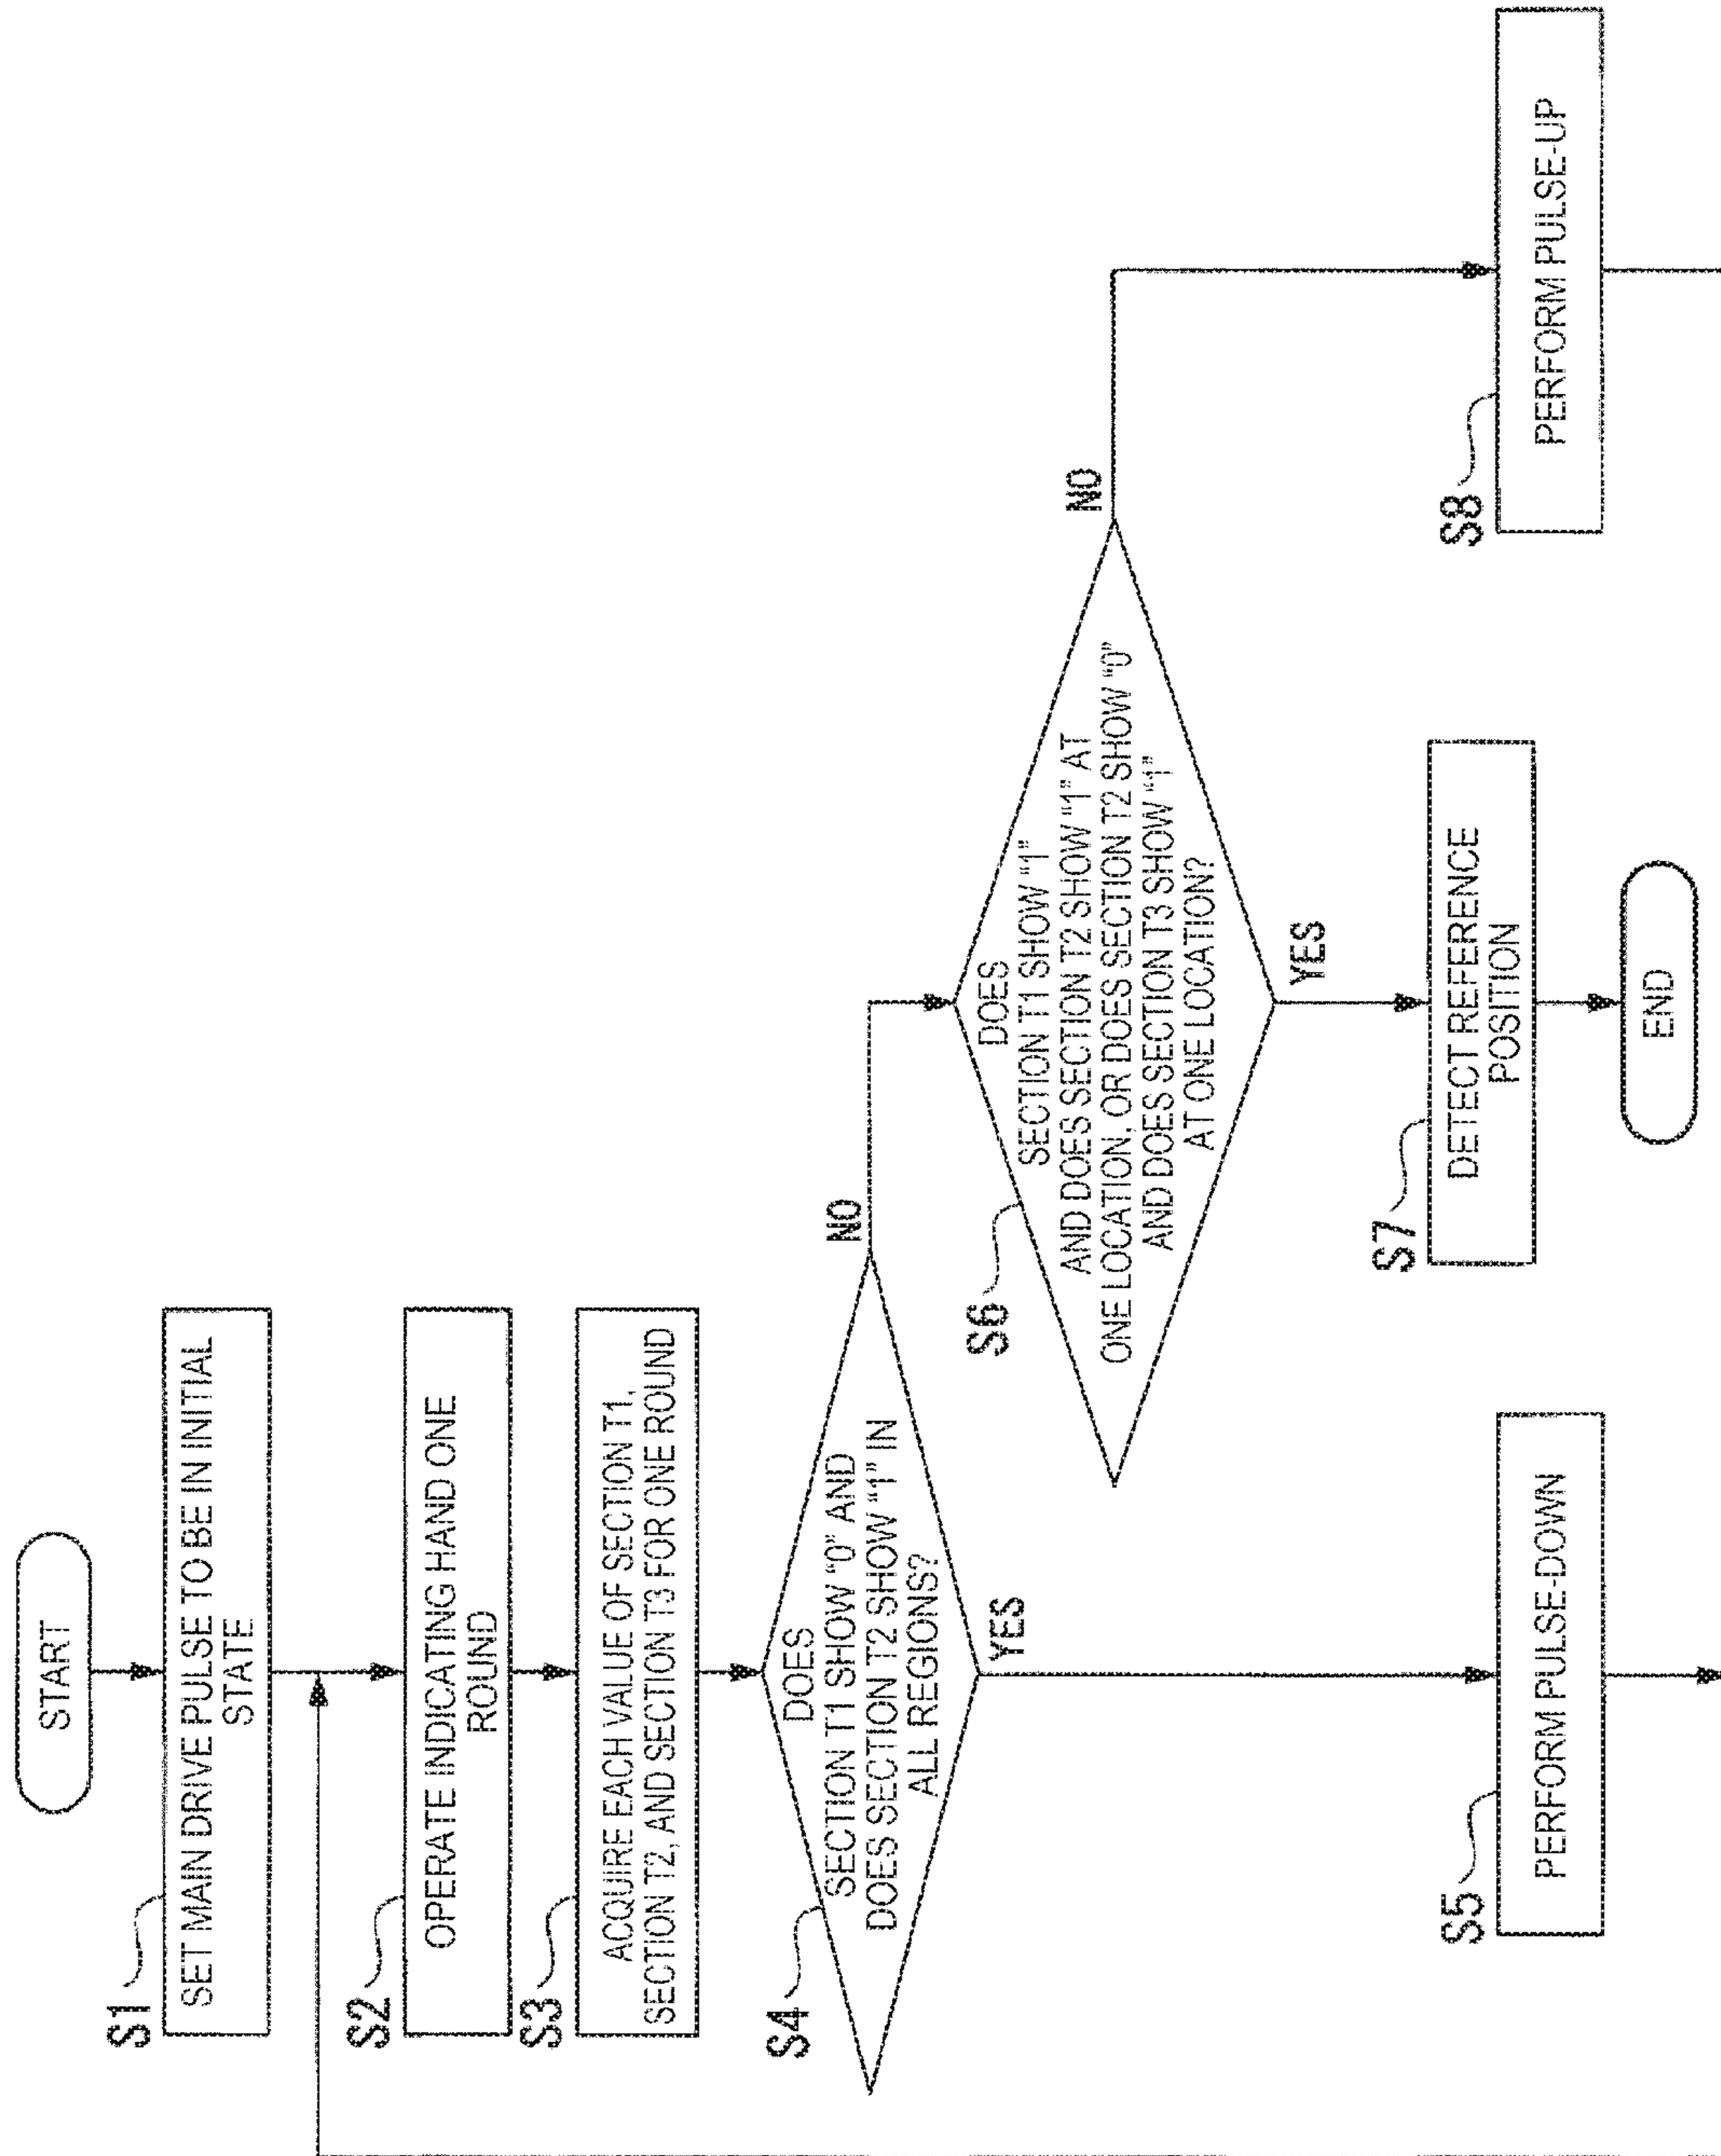 START
S1
SET MAIN DRIVE PULSE TO BE IN INITIAL
STATE
S2
OPERATE INDICATING HAND ONE
ROUND
S3
ACQUIRE EACH VALUE OF SECTION T1,
SECTION T2, AND SECTION T3 FOR ONE ROUND
S4
DOES
SECTION T1 SHOW "0" AND
DOES SECTION T2 SHOW "1" IN
ALL REGIONS?
NO
YES
S6
DOES
SECTION T1 SHOW "1"
AND DOES SECTION T2 SHOW "1" AT
ONE LOCATION, OR DOES SECTION T2 SHOW "0"
AND DOES SECTION T3 SHOW "1"
AT ONE LOCATION?
NO
YES
S7
DETECT REFERENCE
POSITION
END
S5
PERFORM PULSE-DOWN
S8
PERFORM PULSE-UP